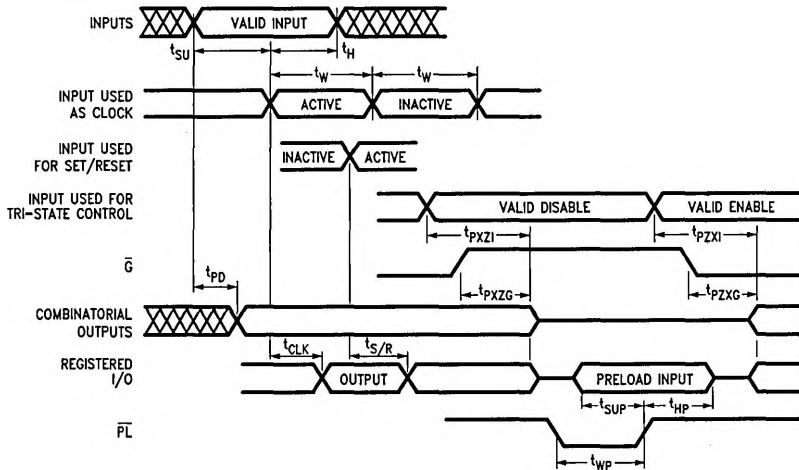 INPUTS
VALID INPUT
tSU
tH
tW
tW
INPUT USED
AS CLOCK
ACTIVE
INACTIVE
INPUT USED
FOR SET/RESET
INACTIVE
ACTIVE
INPUT USED FOR
TRI-STATE CONTROL
VALID DISABLE
VALID ENABLE
tPXZI
tPZXI
G̅
tPXZG
tPZXG
tPD
COMBINATORIAL
OUTPUTS
tCLK
tS/R
REGISTERED
I/O
OUTPUT
PRELOAD INPUT
tSUP
tHP
P̅L̅
tWP